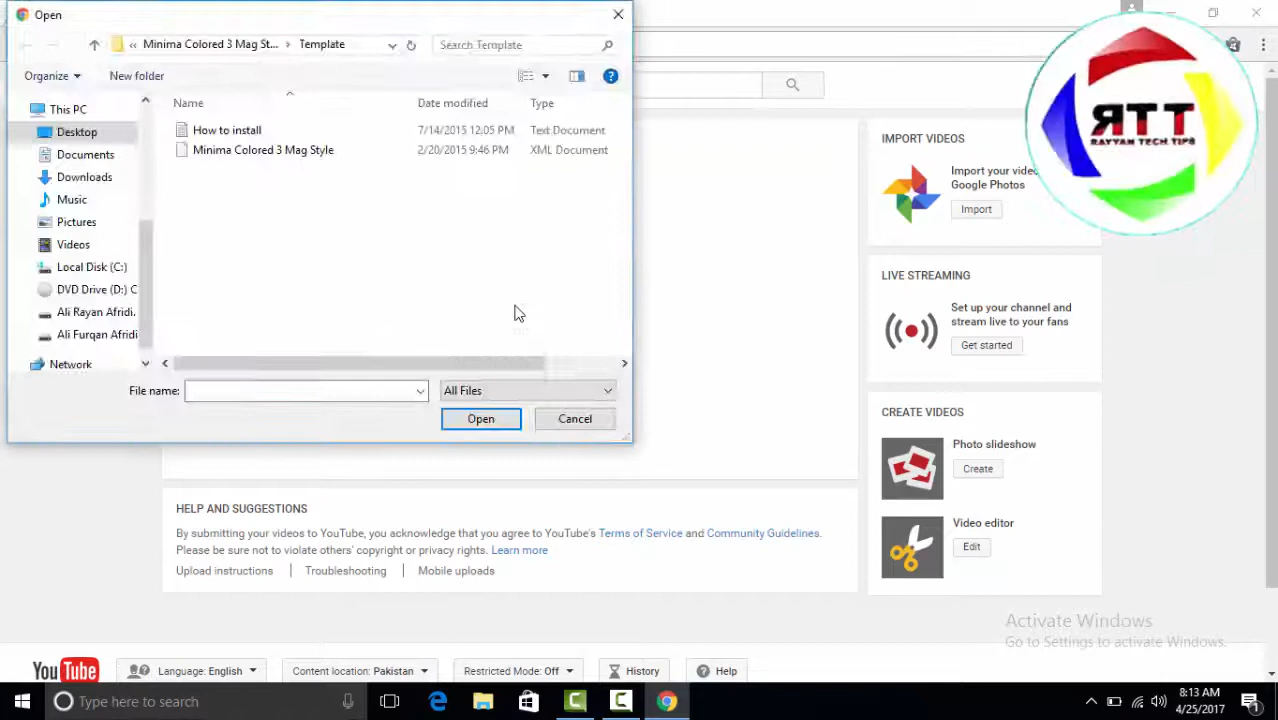 Open
« Minima Colored 3 Mag St... › Template
Search Template
Organize
New folder
This PC
Desktop
Documents
Downloads
Music
Pictures
Videos
Local Disk (C:)
DVD Drive (D:) C
Ali Rayan Afridi.
Ali Furqan Afridi
Network
Name Date modified Type
How to install 7/14/2015 12:05 PM Text Document
Minima Colored 3 Mag Style 2/20/2015 9:46 PM XML Document
File name:
All Files
Open
Cancel
RTT
RAYYAN TECH TIPS
IMPORT VIDEOS
Import your
Google Photos
Import
LIVE STREAMING
Set up your channel and
stream live to your fans
Get started
CREATE VIDEOS
Photo slideshow
Create
Video editor
Edit
HELP AND SUGGESTIONS
By submitting your videos to YouTube, you acknowledge that you agree to YouTube's Terms of Service and Community Guidelines.
Please be sure not to violate others' copyright or privacy rights. Learn more
Upload instructions | Troubleshooting | Mobile uploads
Activate Windows
Go to Settings to activate Windows.
YouTube
Language: English
Content location: Pakistan
Restricted Mode: Off
History
Help
Type here to search
8:13 AM
4/25/2017